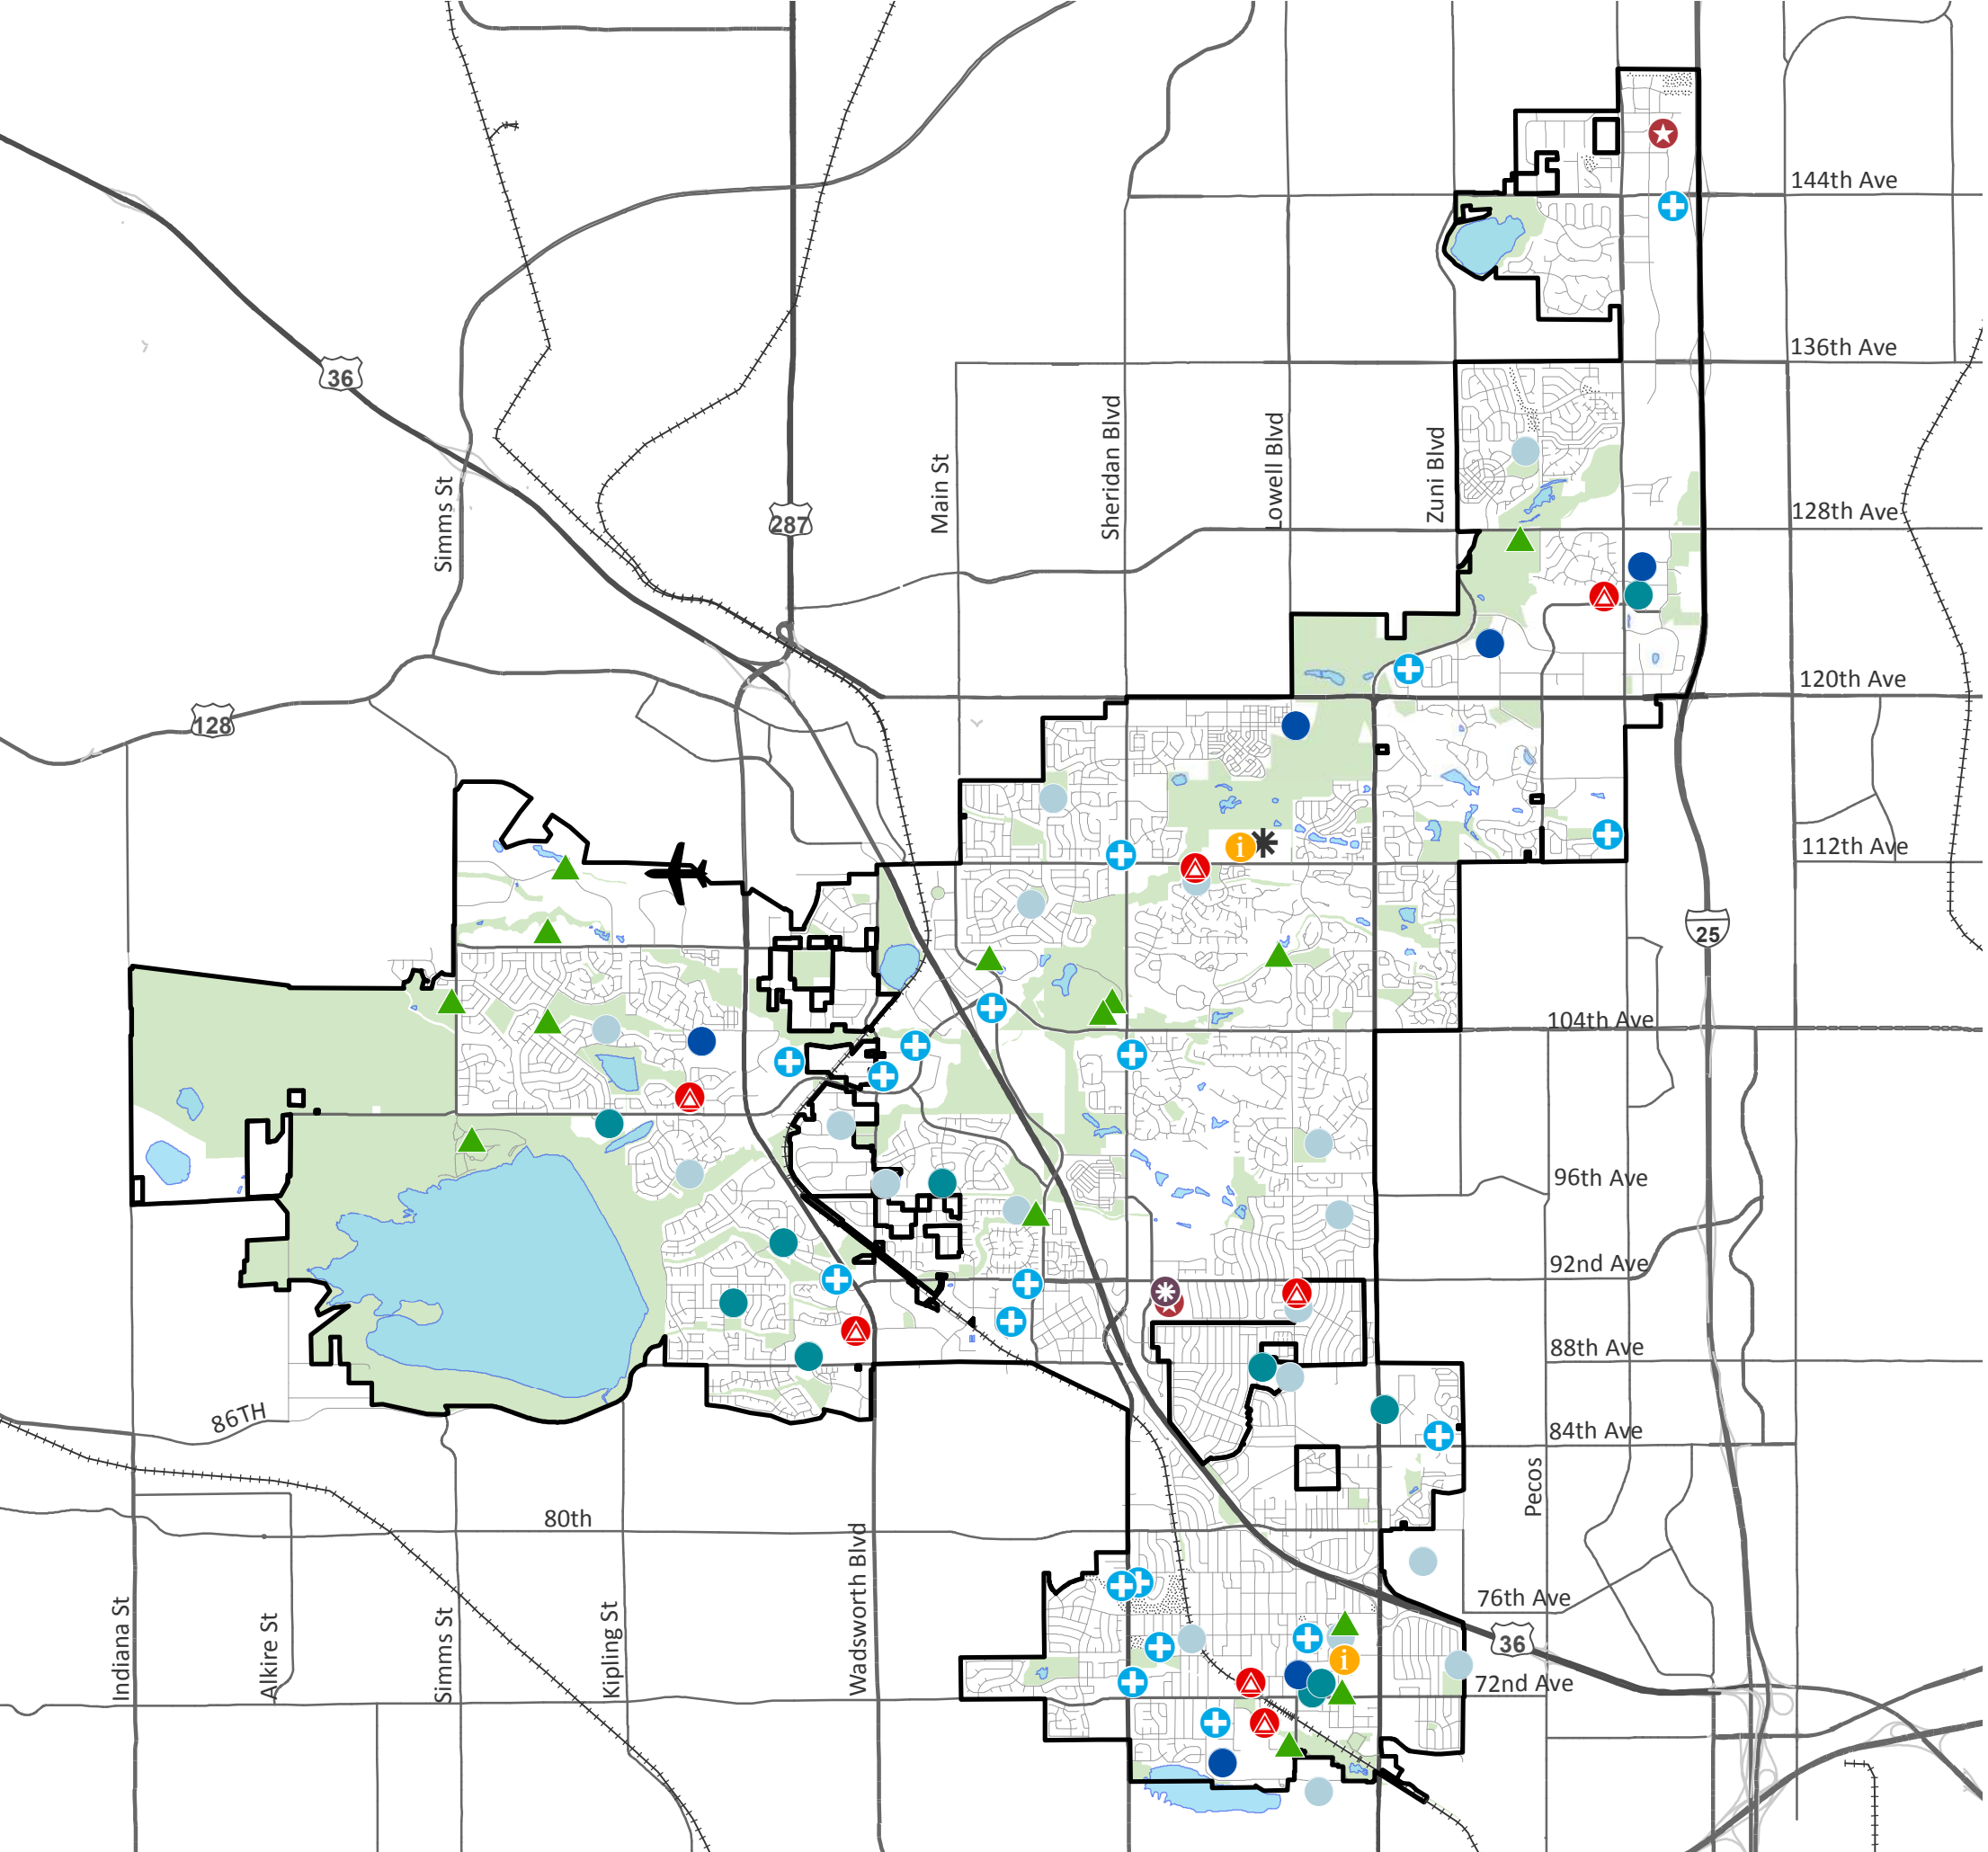 144th Ave
136th Ave
36
Sheridan Blvd
Lowell Blvd
Zuni Blvd
Main St
Simms St
287
128th Ave
120th Ave
128
112th Ave
i
25
104th Ave
96th Ave
92nd Ave
88th Ave
86TH
84th Ave
Pecos
80th
Wadsworth Blvd
76th Ave
Indiana St
Alkire St
Simms St
Kipling St
36
i
72nd Ave